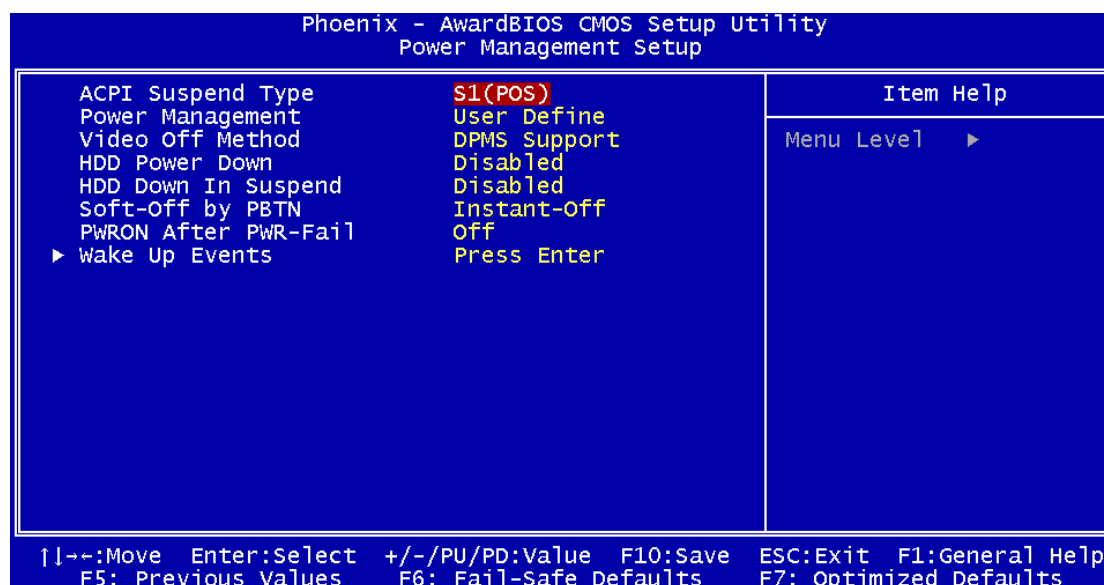 Phoenix - AwardBIOS CMOS Setup Utility
Power Management Setup
ACPI Suspend Type S1(POS)
Power Management User Define
Video Off Method DPMS Support
HDD Power Down Disabled
HDD Down In Suspend Disabled
Soft-Off by PBTN Instant-Off
PWRON After PWR-Fail Off
▶ Wake Up Events Press Enter
Item Help
Menu Level ▶
↑↓→←:Move Enter:Select +/-/PU/PD:Value F10:Save ESC:Exit F1:General Help
F5: Previous Values F6: Fail-Safe Defaults F7: Optimized Defaults